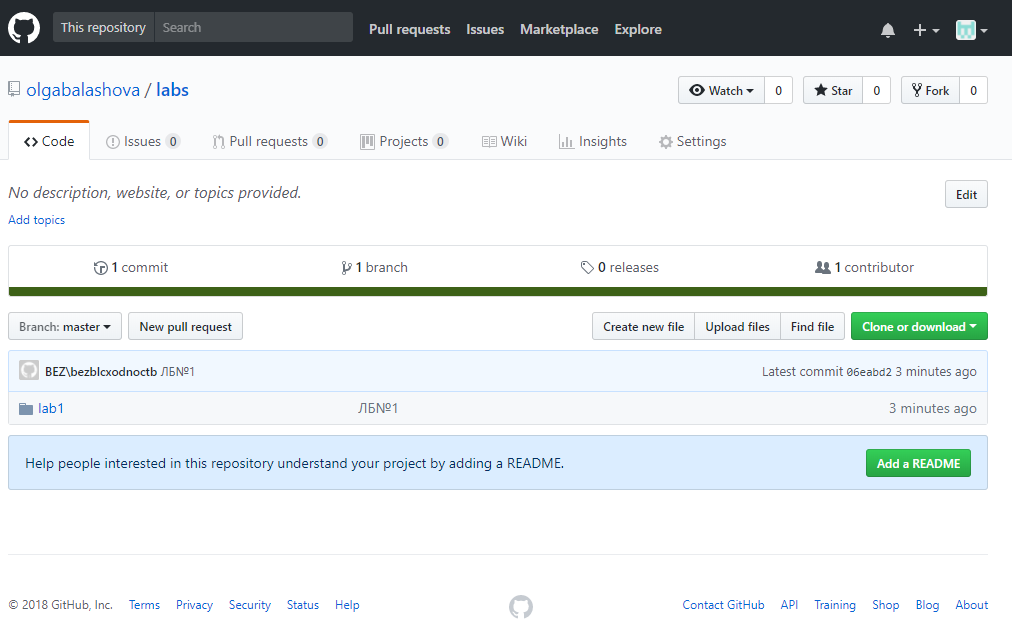 This repository Search Pull requests Issues Marketplace Explore
olgabalashova / labs Watch 0 Star 0 Fork 0
Code Issues 0 Pull requests 0 Projects 0 Wiki Insights Settings
No description, website, or topics provided. Edit
Add topics
1 commit 1 branch 0 releases 1 contributor
Branch: master New pull request Create new file Upload files Find file Clone or download
BEZ\bezblcxodnoctb ЛБ№1 Latest commit 06eabd2 3 minutes ago
lab1 ЛБ№1 3 minutes ago
Help people interested in this repository understand your project by adding a README. Add a README
© 2018 GitHub, Inc. Terms Privacy Security Status Help Contact GitHub API Training Shop Blog About